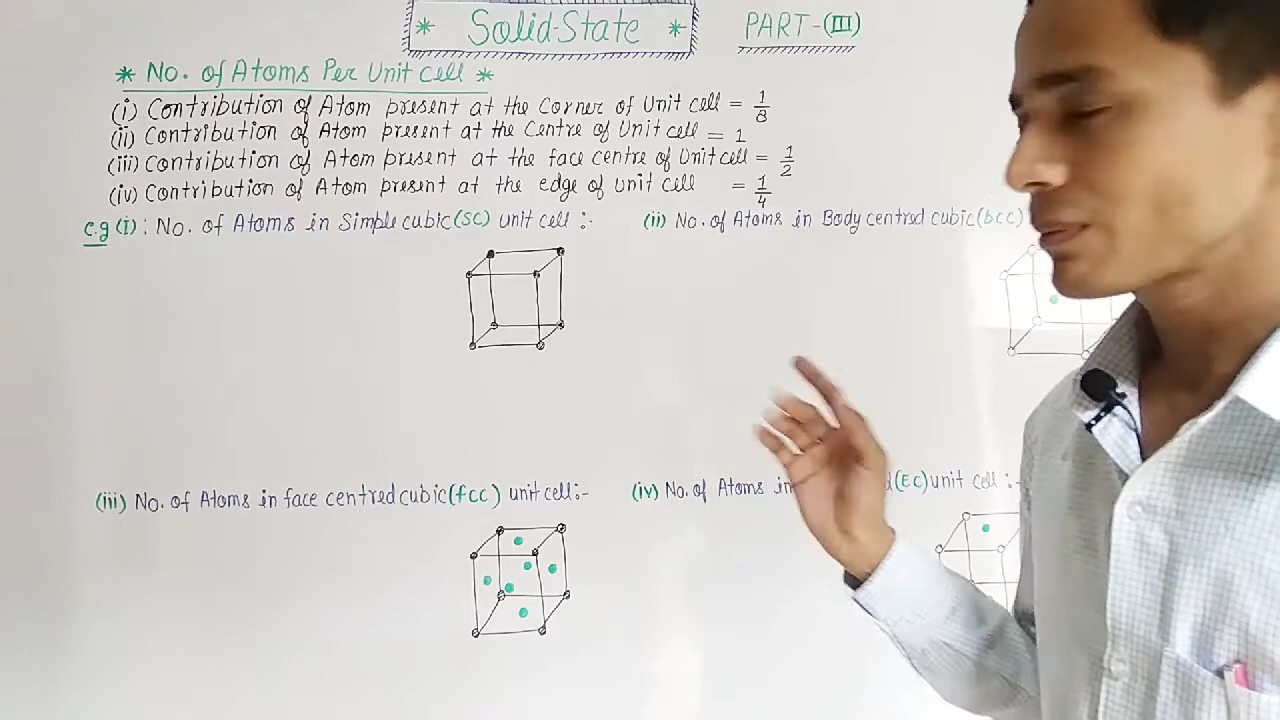 * Solid-State *
PART-(III)
* No. of Atoms Per Unit cell *
(i) Contribution of Atom present at the Corner of Unit cell = 1/8
(ii) Contribution of Atom present at the Centre of Unit cell = 1
(iii) Contribution of Atom present at the face centre of Unit cell = 1/2
(iv) Contribution of Atom present at the edge of unit cell = 1/4
e.g (i): No. of Atoms in Simple cubic (SC) unit cell :-
(ii) No. of Atoms in Body centred cubic (bcc)
(iii) No. of Atoms in face centred cubic (fcc) unit cell:-
(iv) No. of Atoms in (EC) unit cell :-